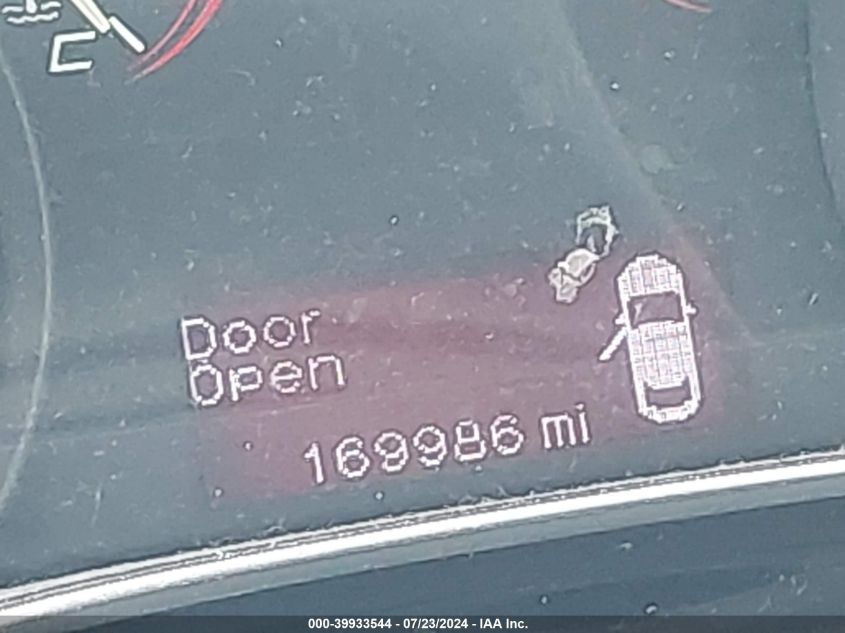 C
Door
Open
169986 mi
000-39933544 - 07/23/2024 - IAA Inc.